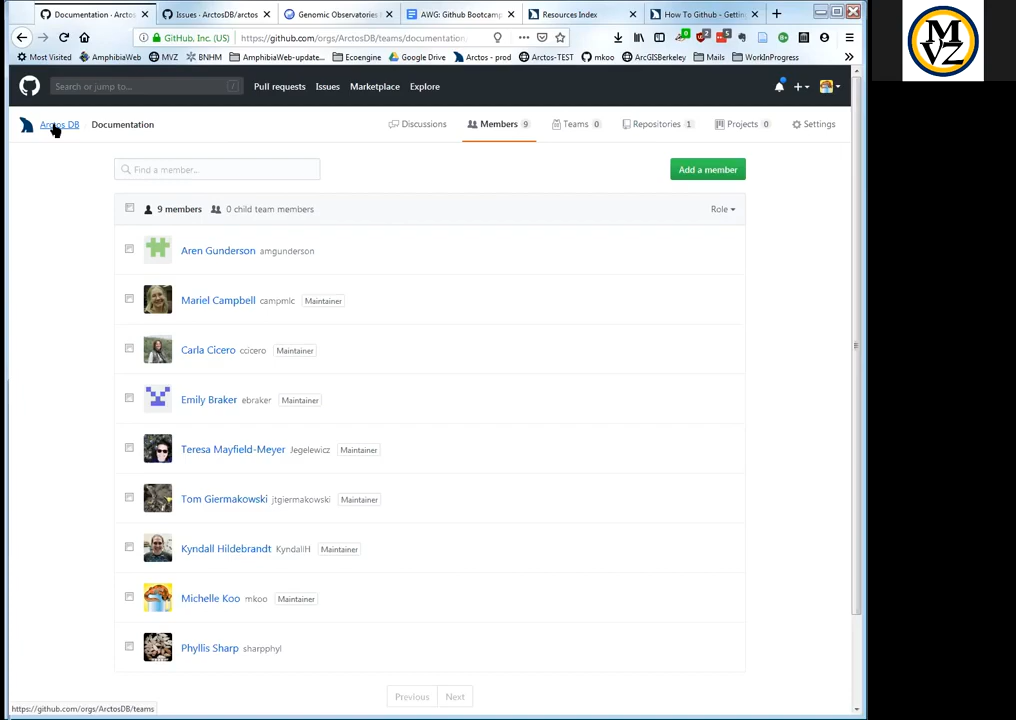 Documentation · Arctos
Issues · ArctosDB/arctos
Genomic Observatories
AWG: Github Bootcamp
Resources Index
How To Github - Gettin
GitHub, Inc. (US)
https://github.com/orgs/ArctosDB/teams/documentation
Most Visited
AmphibiaWeb
MVZ
BNHM
AmphibiaWeb-update...
Ecoengine
Google Drive
Arctos - prod
Arctos-TEST
mkoo
ArcGISBerkeley
Mails
WorkInProgress
Search or jump to...
/
Pull requests
Issues
Marketplace
Explore
Arctos DB
Documentation
Discussions
Members 9
Teams 0
Repositories 1
Projects 0
Settings
Find a member...
Add a member
9 members
0 child team members
Role
Aren Gunderson amgunderson
Mariel Campbell campmlc Maintainer
Carla Cicero ccicero Maintainer
Emily Braker ebraker Maintainer
Teresa Mayfield-Meyer Jegelewicz Maintainer
Tom Giermakowski jtgiermakowski Maintainer
Kyndall Hildebrandt KyndallH Maintainer
Michelle Koo mkoo Maintainer
Phyllis Sharp sharpphyl
Previous
Next
https://github.com/orgs/ArctosDB/teams
MVZ